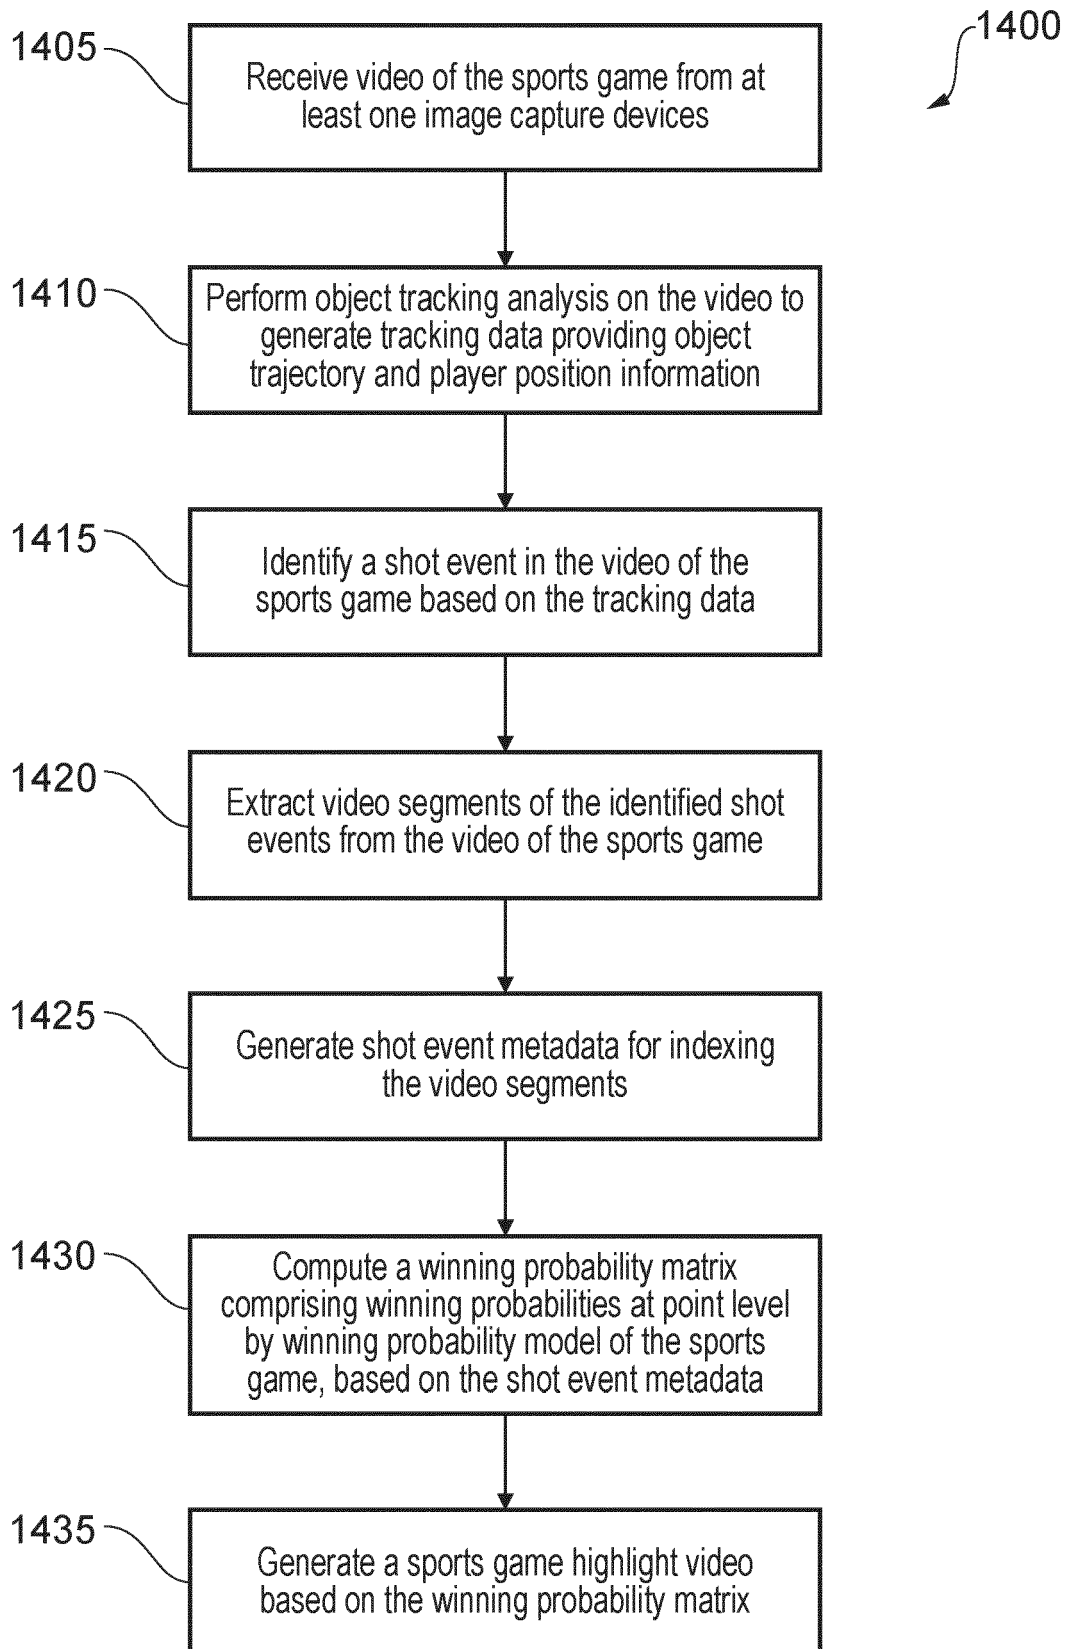 1400
1405
Receive video of the sports game from at
least one image capture devices
1410
Perform object tracking analysis on the video to
generate tracking data providing object
trajectory and player position information
1415
Identify a shot event in the video of the
sports game based on the tracking data
1420
Extract video segments of the identified shot
events from the video of the sports game
1425
Generate shot event metadata for indexing
the video segments
1430
Compute a winning probability matrix
comprising winning probabilities at point level
by winning probability model of the sports
game, based on the shot event metadata
1435
Generate a sports game highlight video
based on the winning probability matrix